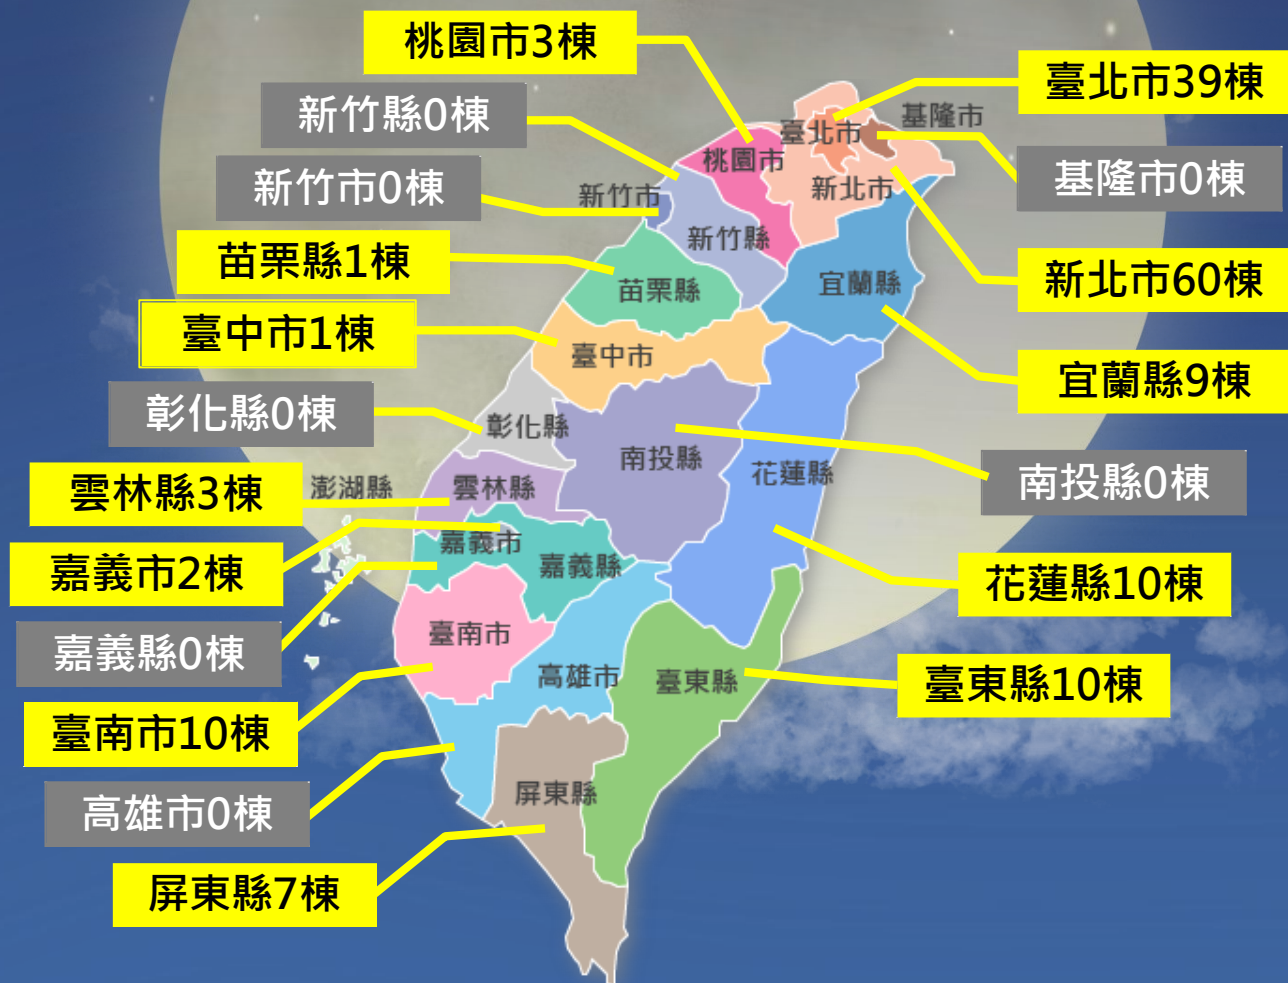 桃園市3棟
臺北市39棟
新竹縣0棟
基隆市
臺北市
桃園市
基隆市0棟
新竹市0棟
新竹市
新北市
新竹縣
苗栗縣1棟
新北市60棟
苗栗縣
宜蘭縣
臺中市1棟
臺中市
宜蘭縣9棟
彰化縣0棟
彰化縣
南投縣
花蓮縣
南投縣0棟
雲林縣3棟
澎湖縣
雲林縣
嘉義市
嘉義縣
嘉義市2棟
花蓮縣10棟
嘉義縣0棟
臺南市
高雄市
臺東縣
臺東縣10棟
臺南市10棟
高雄市0棟
屏東縣
屏東縣7棟